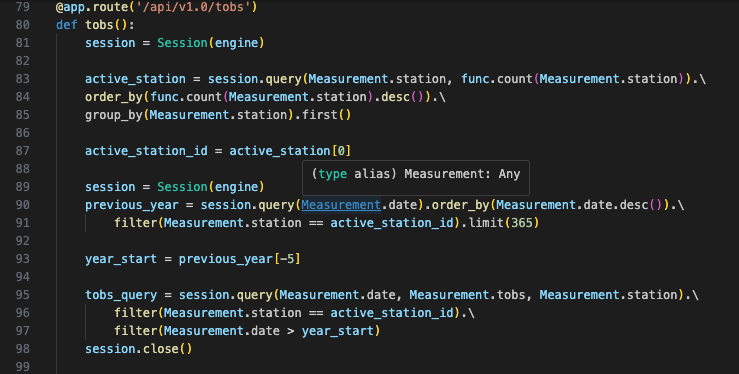 79 @app.route('/api/v1.0/tobs')
80 def tobs():
81     session = Session(engine)
82
83     active_station = session.query(Measurement.station, func.count(Measurement.station)).\
84     order_by(func.count(Measurement.station).desc()).\
85     group_by(Measurement.station).first()
86
87     active_station_id = active_station[0]
88
(type alias) Measurement: Any
89     session = Session(engine)
90     previous_year = session.query(Measurement.date).order_by(Measurement.date.desc()).\
91         filter(Measurement.station == active_station_id).limit(365)
92
93     year_start = previous_year[-5]
94
95     tobs_query = session.query(Measurement.date, Measurement.tobs, Measurement.station).\
96         filter(Measurement.station == active_station_id).\
97         filter(Measurement.date > year_start)
98     session.close()
99